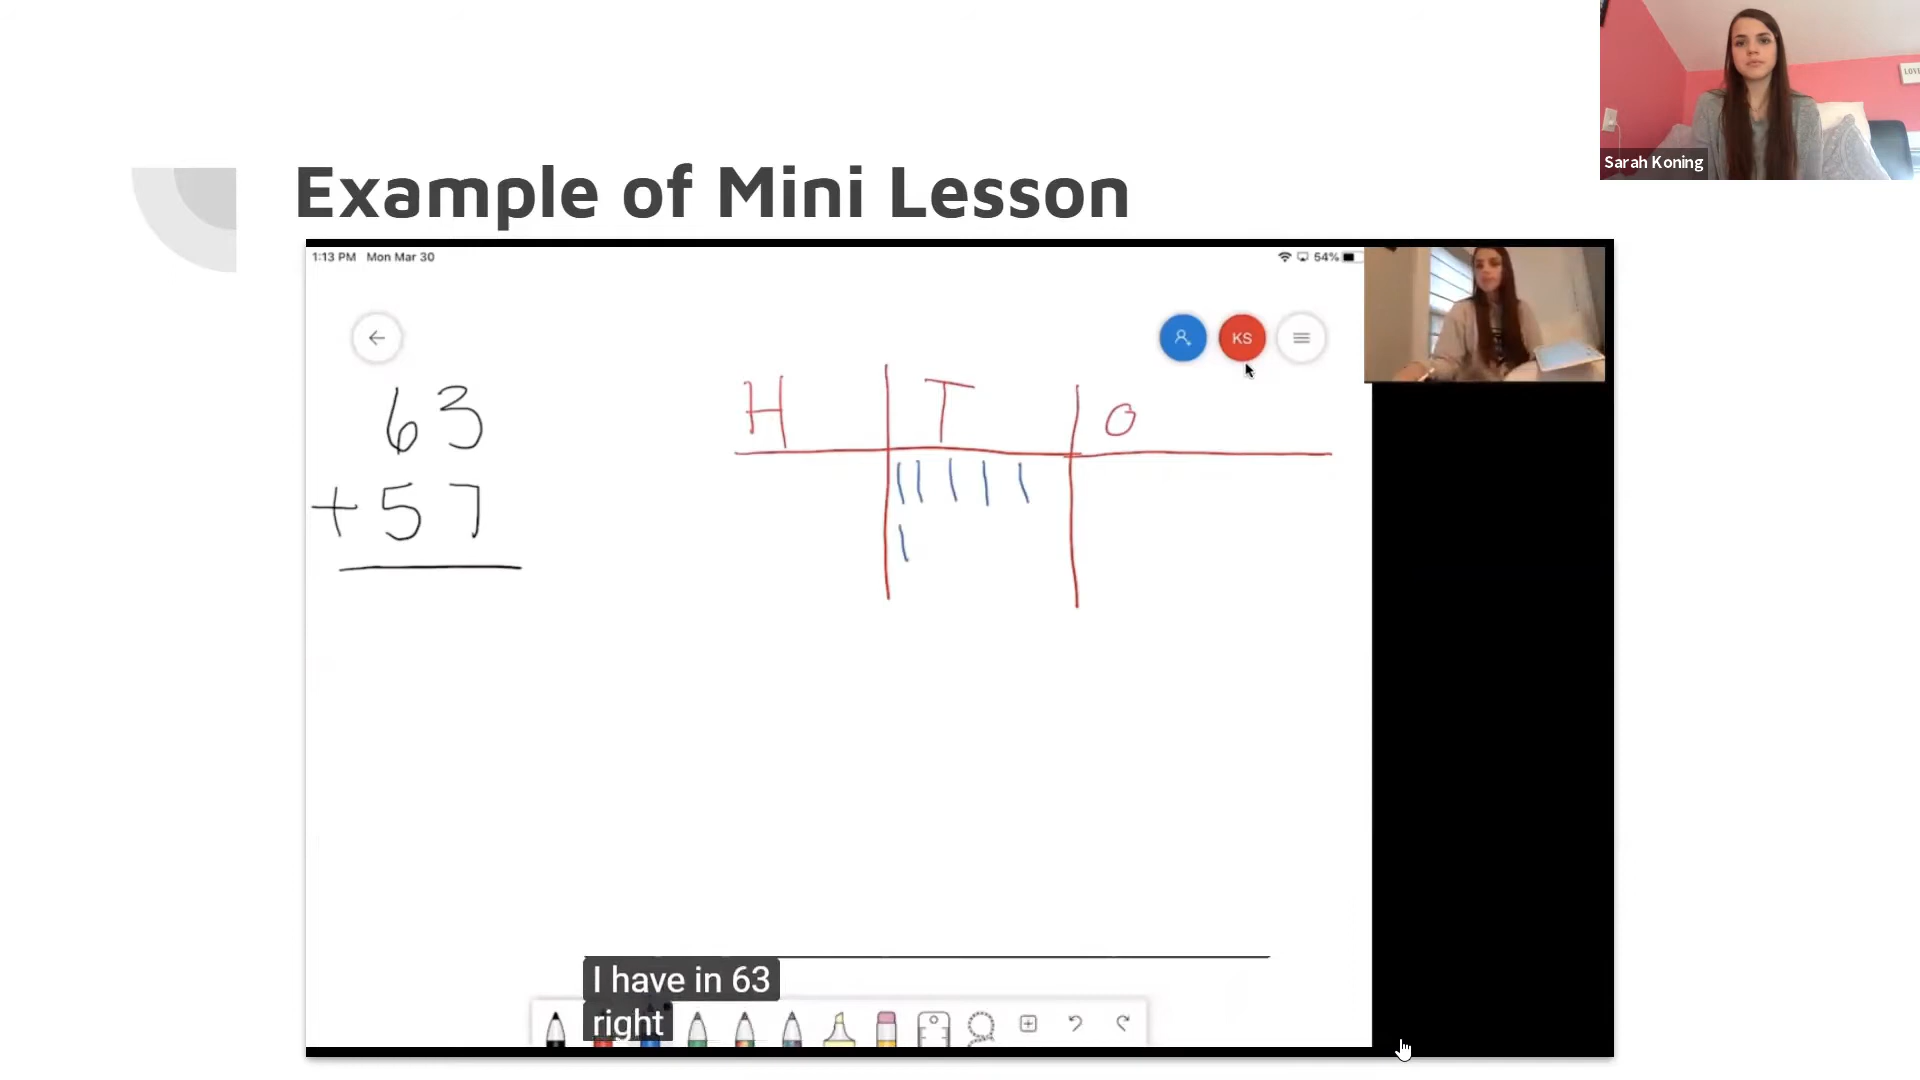 Example of Mini Lesson
Sarah Koning
LOVE
1:13 PM Mon Mar 30
54%
KS
H T O
63
+57
I have in 63
right